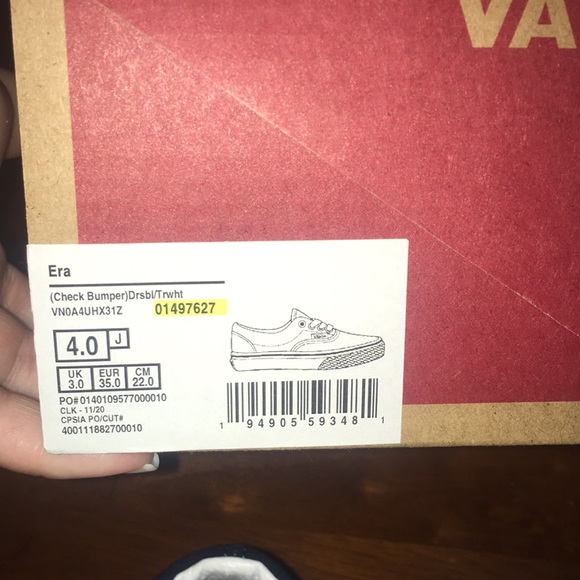 VA
Era
(Check Bumper)Drsbl/Trwht
VN0A4UHX31Z 01497627
4.0 J
UK EUR CM
3.0 35.0 22.0
PO# 0140109577000010
CLK - 11/20
CPSIA PO/CUT#
400111882700010
1 94905 59348 1